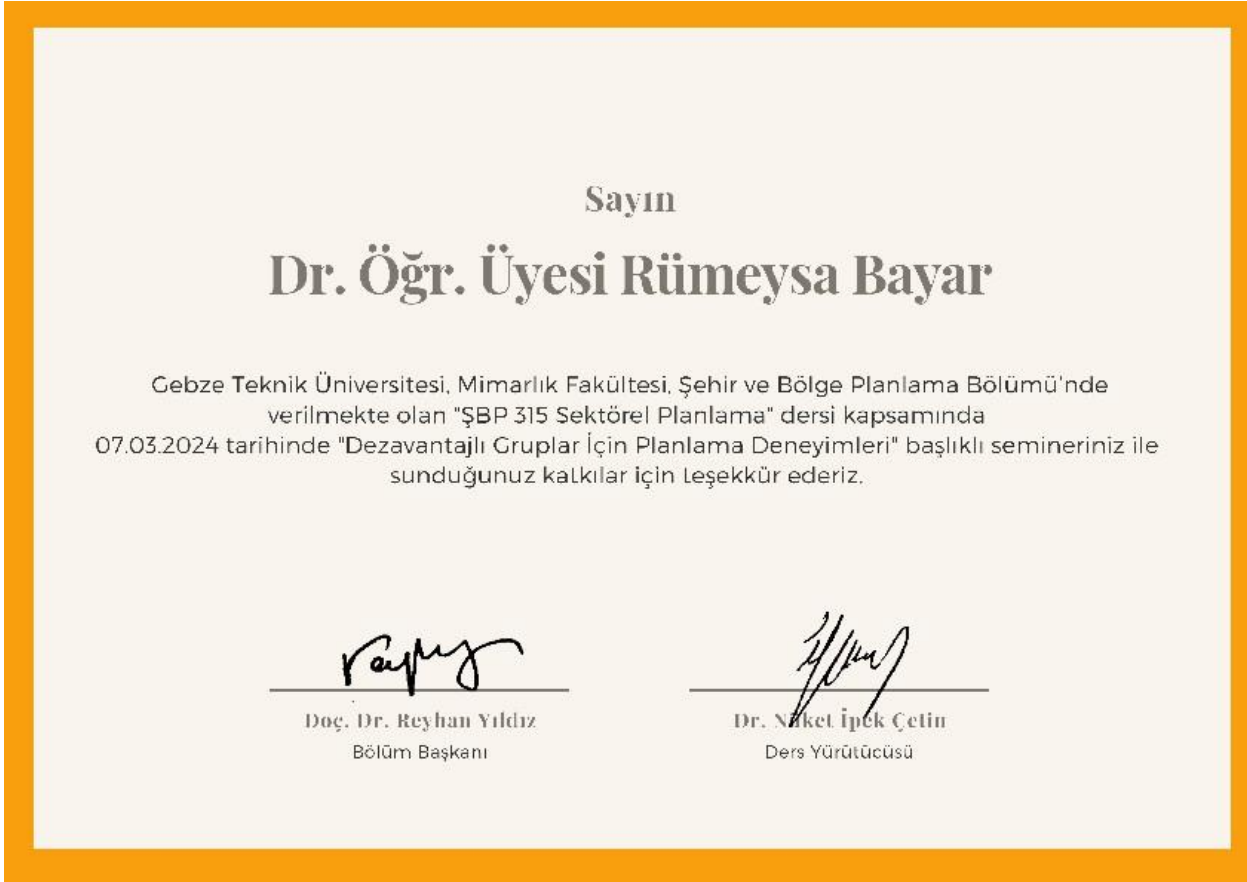 Sayın
Dr. Öğr. Üyesi Rümeysa Bayar
Gebze Teknik Üniversitesi, Mimarlık Fakültesi, Şehir ve Bölge Planlama Bölümü'nde
verilmekte olan "ŞBP 315 Sektörel Planlama" dersi kapsamında
07.03.2024 tarihinde "Dezavantajlı Gruplar İçin Planlama Deneyimleri" başlıklı semineriniz ile
sunduğunuz katkılar için teşekkür ederiz.
Doç. Dr. Reyhan Yıldız
Bölüm Başkanı
Dr. Nüket İpek Çetin
Ders Yürütücüsü